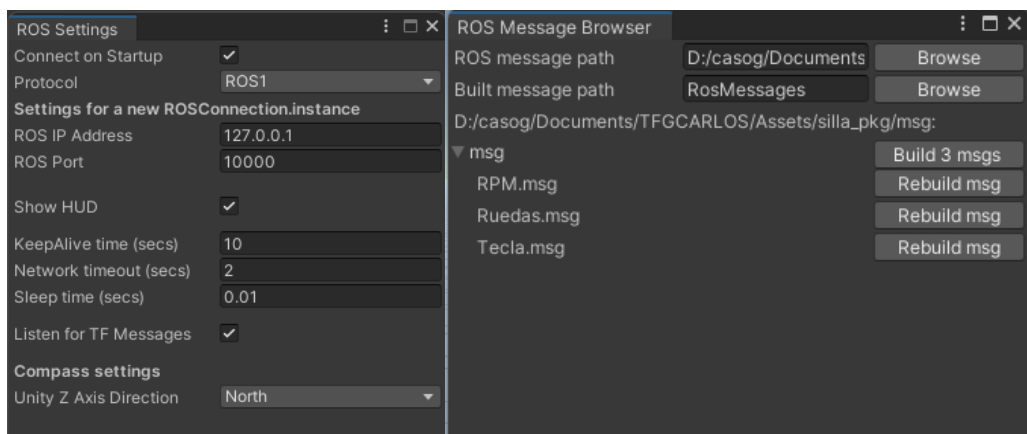 ROS Settings
Connect on Startup
Protocol ROS1
Settings for a new ROSConnection.instance
ROS IP Address 127.0.0.1
ROS Port 10000
Show HUD
KeepAlive time (secs) 10
Network timeout (secs) 2
Sleep time (secs) 0.01
Listen for TF Messages
Compass settings
Unity Z Axis Direction North
ROS Message Browser
ROS message path D:/casog/Documents Browse
Built message path RosMessages Browse
D:/casog/Documents/TFGCARLOS/Assets/silla_pkg/msg:
msg Build 3 msgs
RPM.msg Rebuild msg
Ruedas.msg Rebuild msg
Tecla.msg Rebuild msg